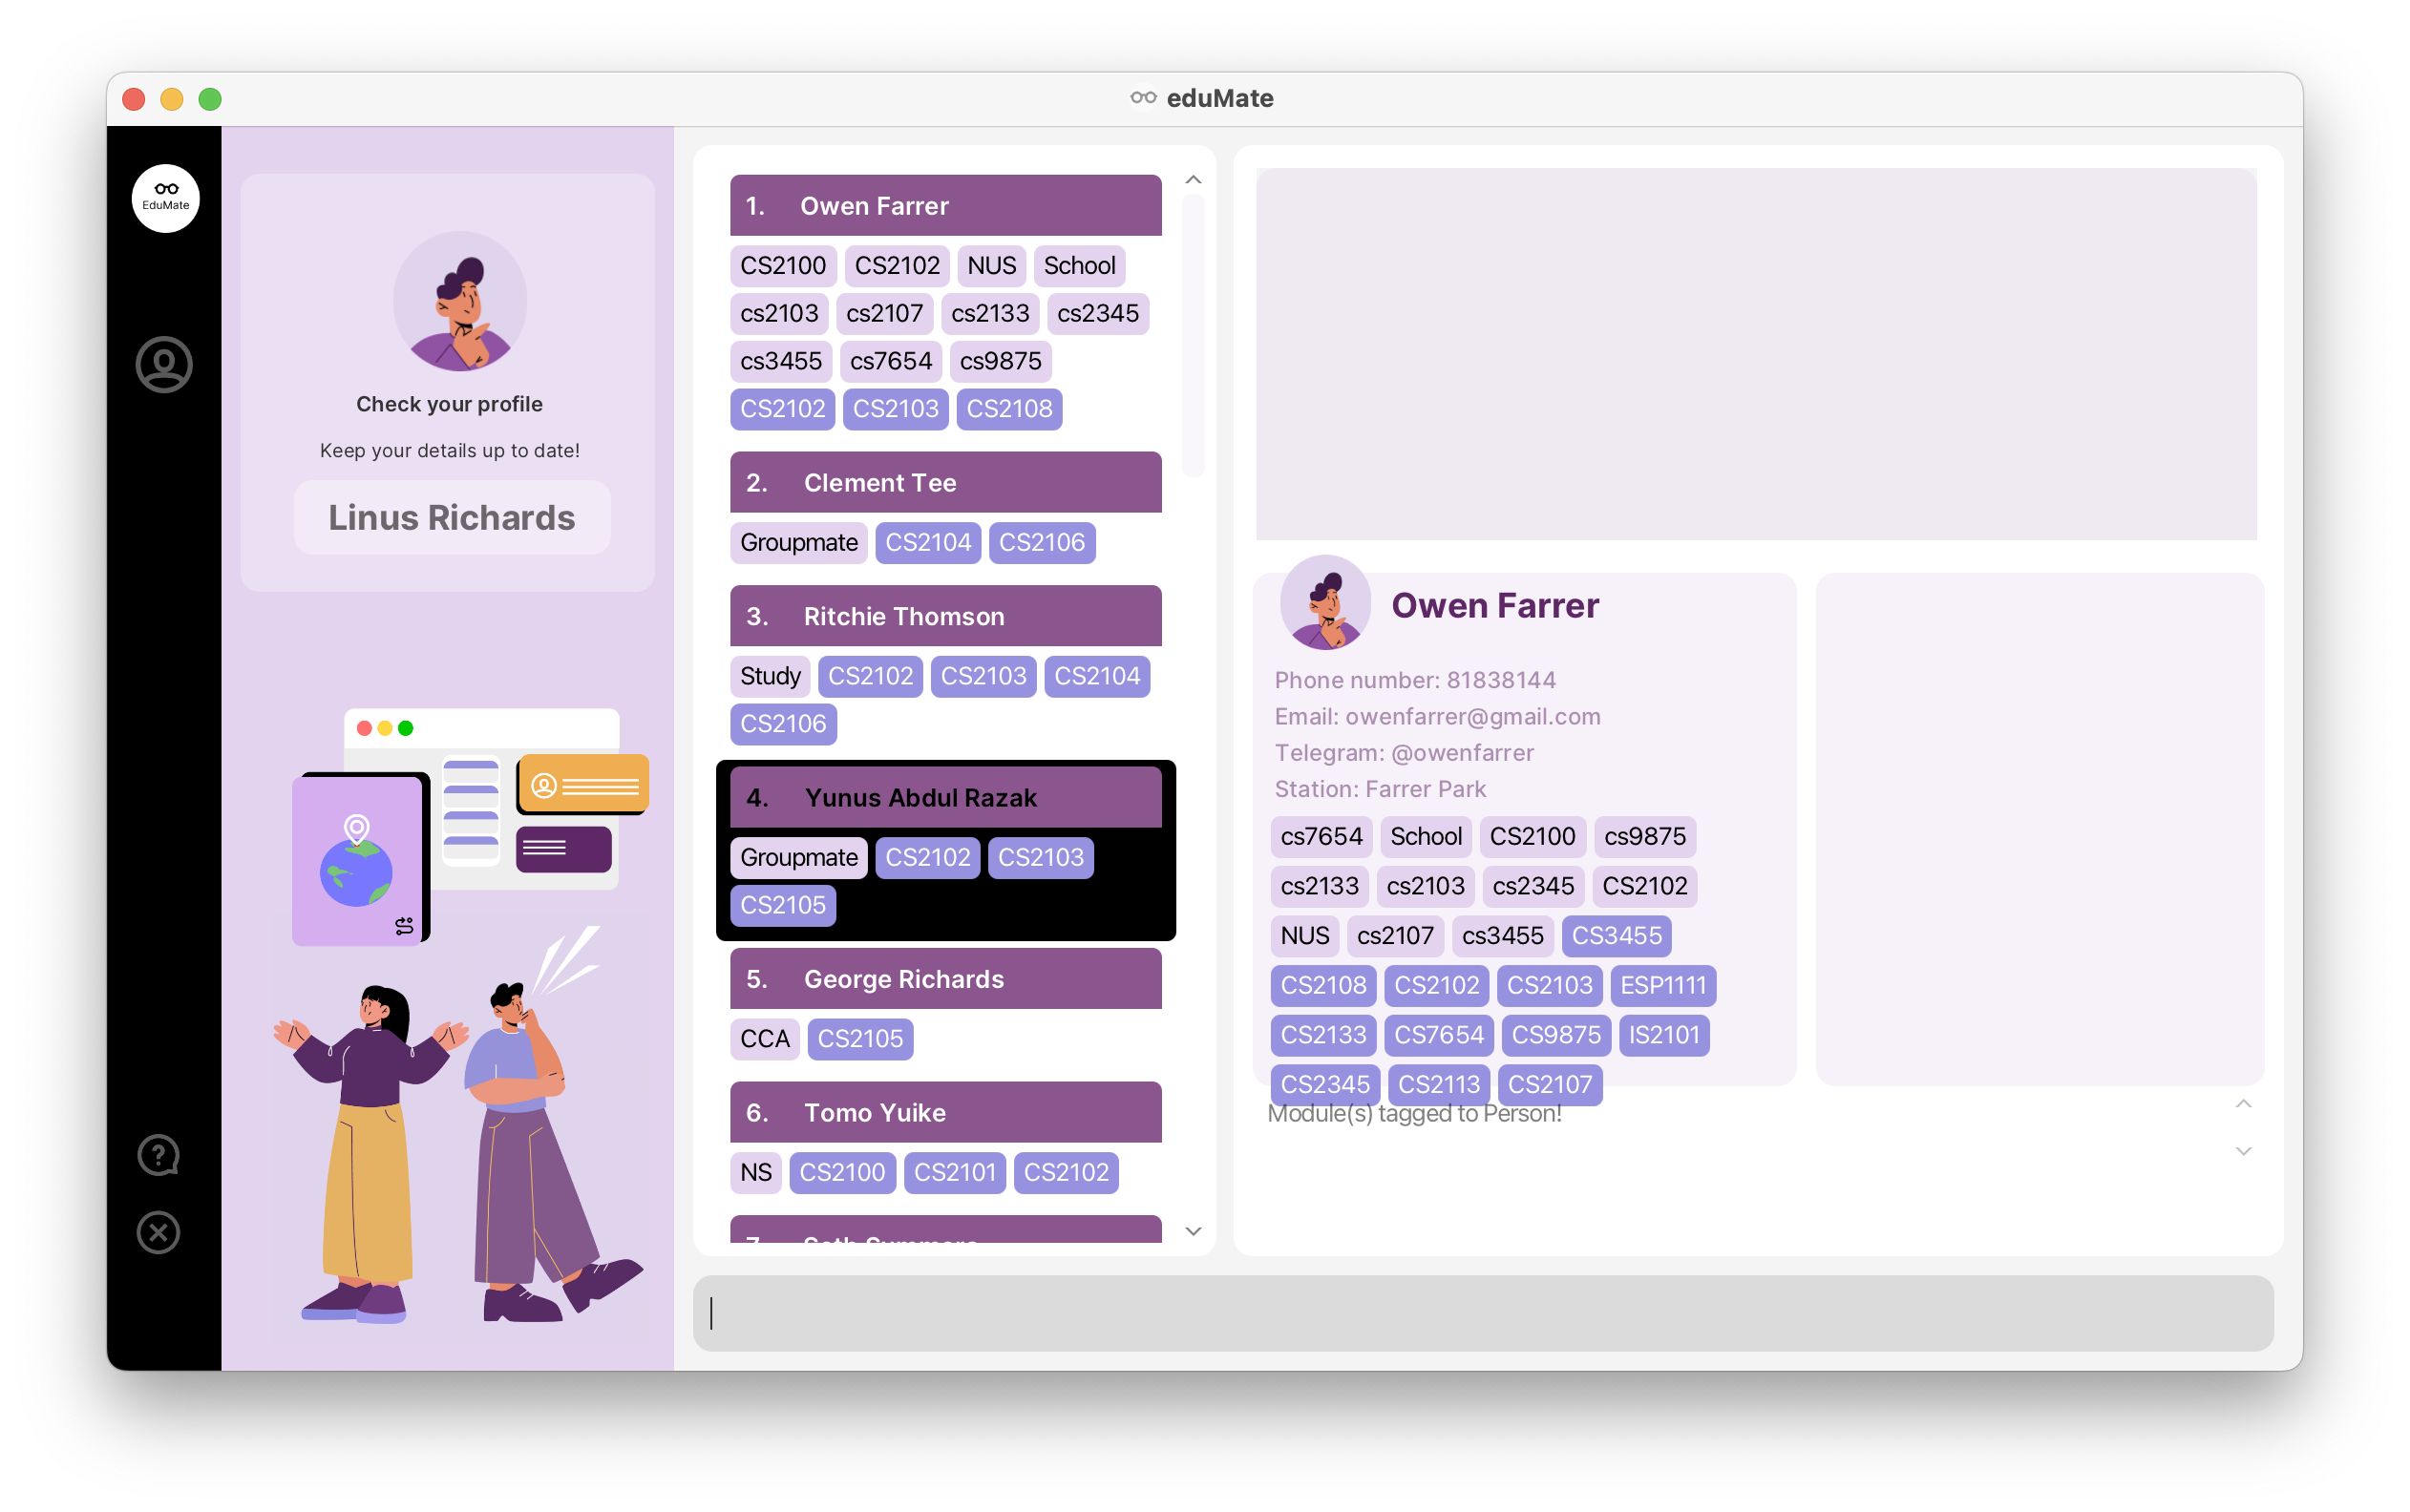 eduMate
EduMate
Check your profile
Keep your details up to date!
Linus Richards
1. Owen Farrer
CS2100 CS2102 NUS School
cs2103 cs2107 cs2133 cs2345
cs3455 cs7654 cs9875
CS2102 CS2103 CS2108
2. Clement Tee
Groupmate CS2104 CS2106
3. Ritchie Thomson
Study CS2102 CS2103 CS2104
CS2106
4. Yunus Abdul Razak
Groupmate CS2102 CS2103
CS2105
5. George Richards
CCA CS2105
6. Tomo Yuike
NS CS2100 CS2101 CS2102
7.
Owen Farrer
Phone number: 81838144
Email: owenfarrer@gmail.com
Telegram: @owenfarrer
Station: Farrer Park
cs7654 School CS2100 cs9875
cs2133 cs2103 cs2345 CS2102
NUS cs2107 cs3455 CS3455
CS2108 CS2102 CS2103 ESP1111
CS2133 CS7654 CS9875 IS2101
CS2345 CS2113 CS2107
Module(s) tagged to Person!